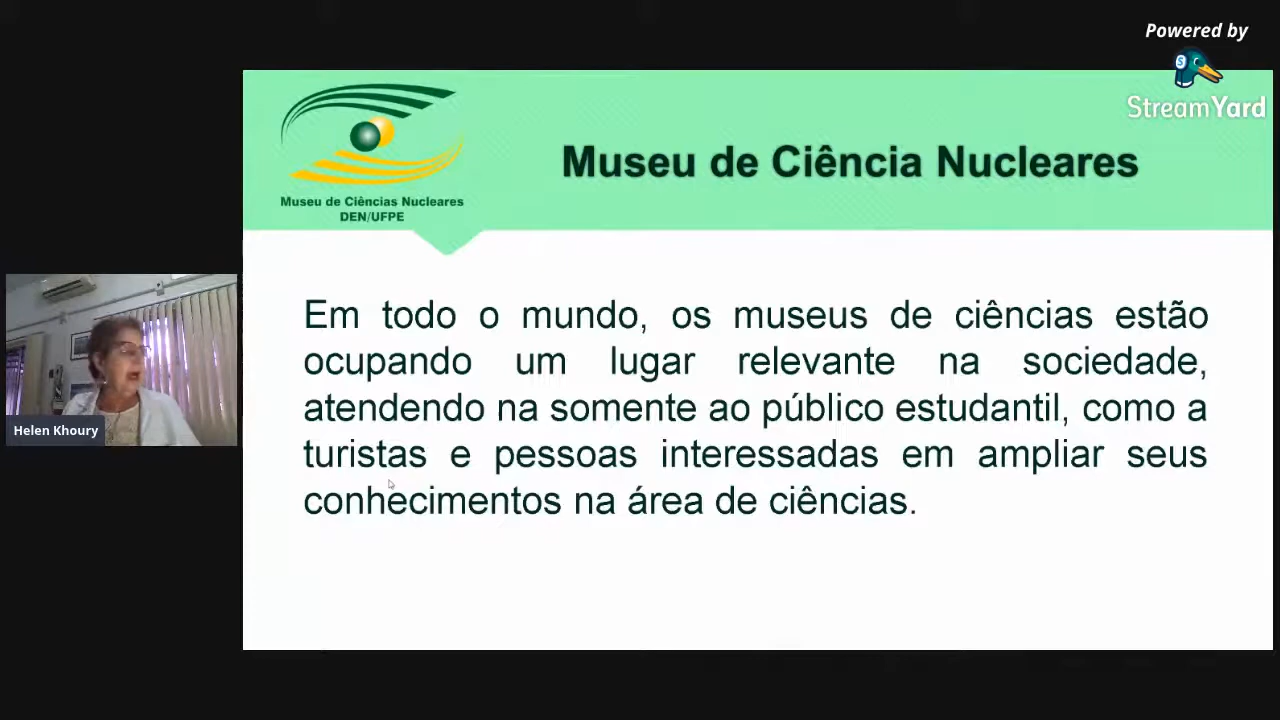 Powered by
StreamYard
Museu de Ciências Nucleares
DEN/UFPE
Museu de Ciência Nucleares
Em todo o mundo, os museus de ciências estão
ocupando um lugar relevante na sociedade,
atendendo na somente ao público estudantil, como a
turistas e pessoas interessadas em ampliar seus
conhecimentos na área de ciências.
Helen Khoury